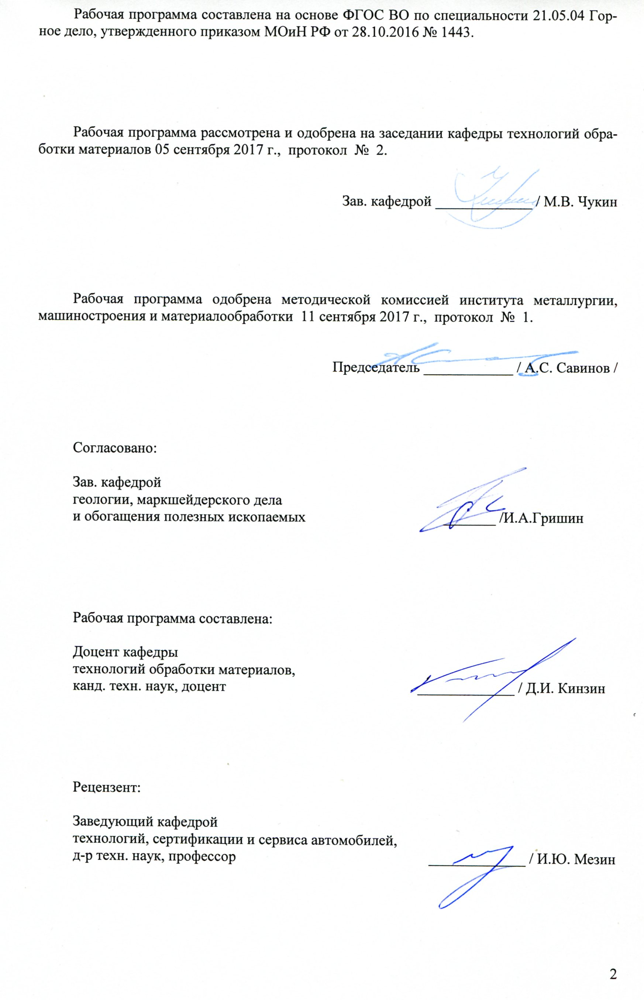 Рабочая программа составлена на основе ФГОС ВО по специальности 21.05.04 Гор-
ное дело, утвержденного приказом МОиН РФ от 28.10.2016 № 1443.
Рабочая программа рассмотрена и одобрена на заседании кафедры технологий обра-
ботки материалов 05 сентября 2017 г., протокол № 2.
Зав. кафедрой _____________/ М.В. Чукин
Рабочая программа одобрена методической комиссией института металлургии,
машиностроения и материалообработки 11 сентября 2017 г., протокол № 1.
Председатель ____________ / А.С. Савинов /
Согласовано:
Зав. кафедрой
геологии, маркшейдерского дела
и обогащения полезных ископаемых _______ /И.А.Гришин
Рабочая программа составлена:
Доцент кафедры
технологий обработки материалов,
канд. техн. наук, доцент _____________ / Д.И. Кинзин
Рецензент:
Заведующий кафедрой
технологий, сертификации и сервиса автомобилей,
д-р техн. наук, профессор _____________ / И.Ю. Мезин
2